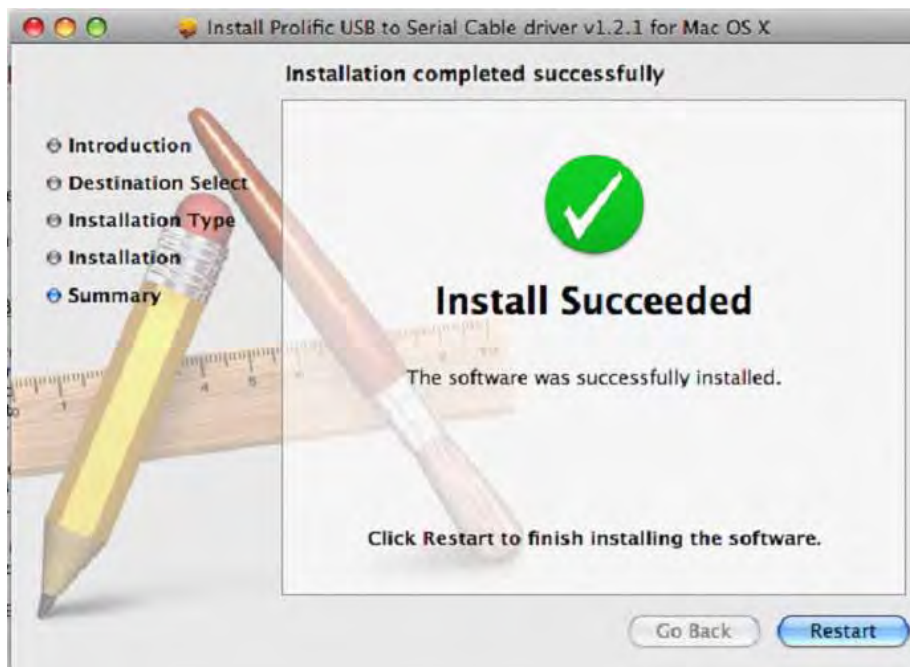 Install Prolific USB to Serial Cable driver v1.2.1 for Mac OS X
Installation completed successfully
Introduction
Destination Select
Installation Type
Installation
Summary
Install Succeeded
The software was successfully installed.
Click Restart to finish installing the software.
Go Back
Restart